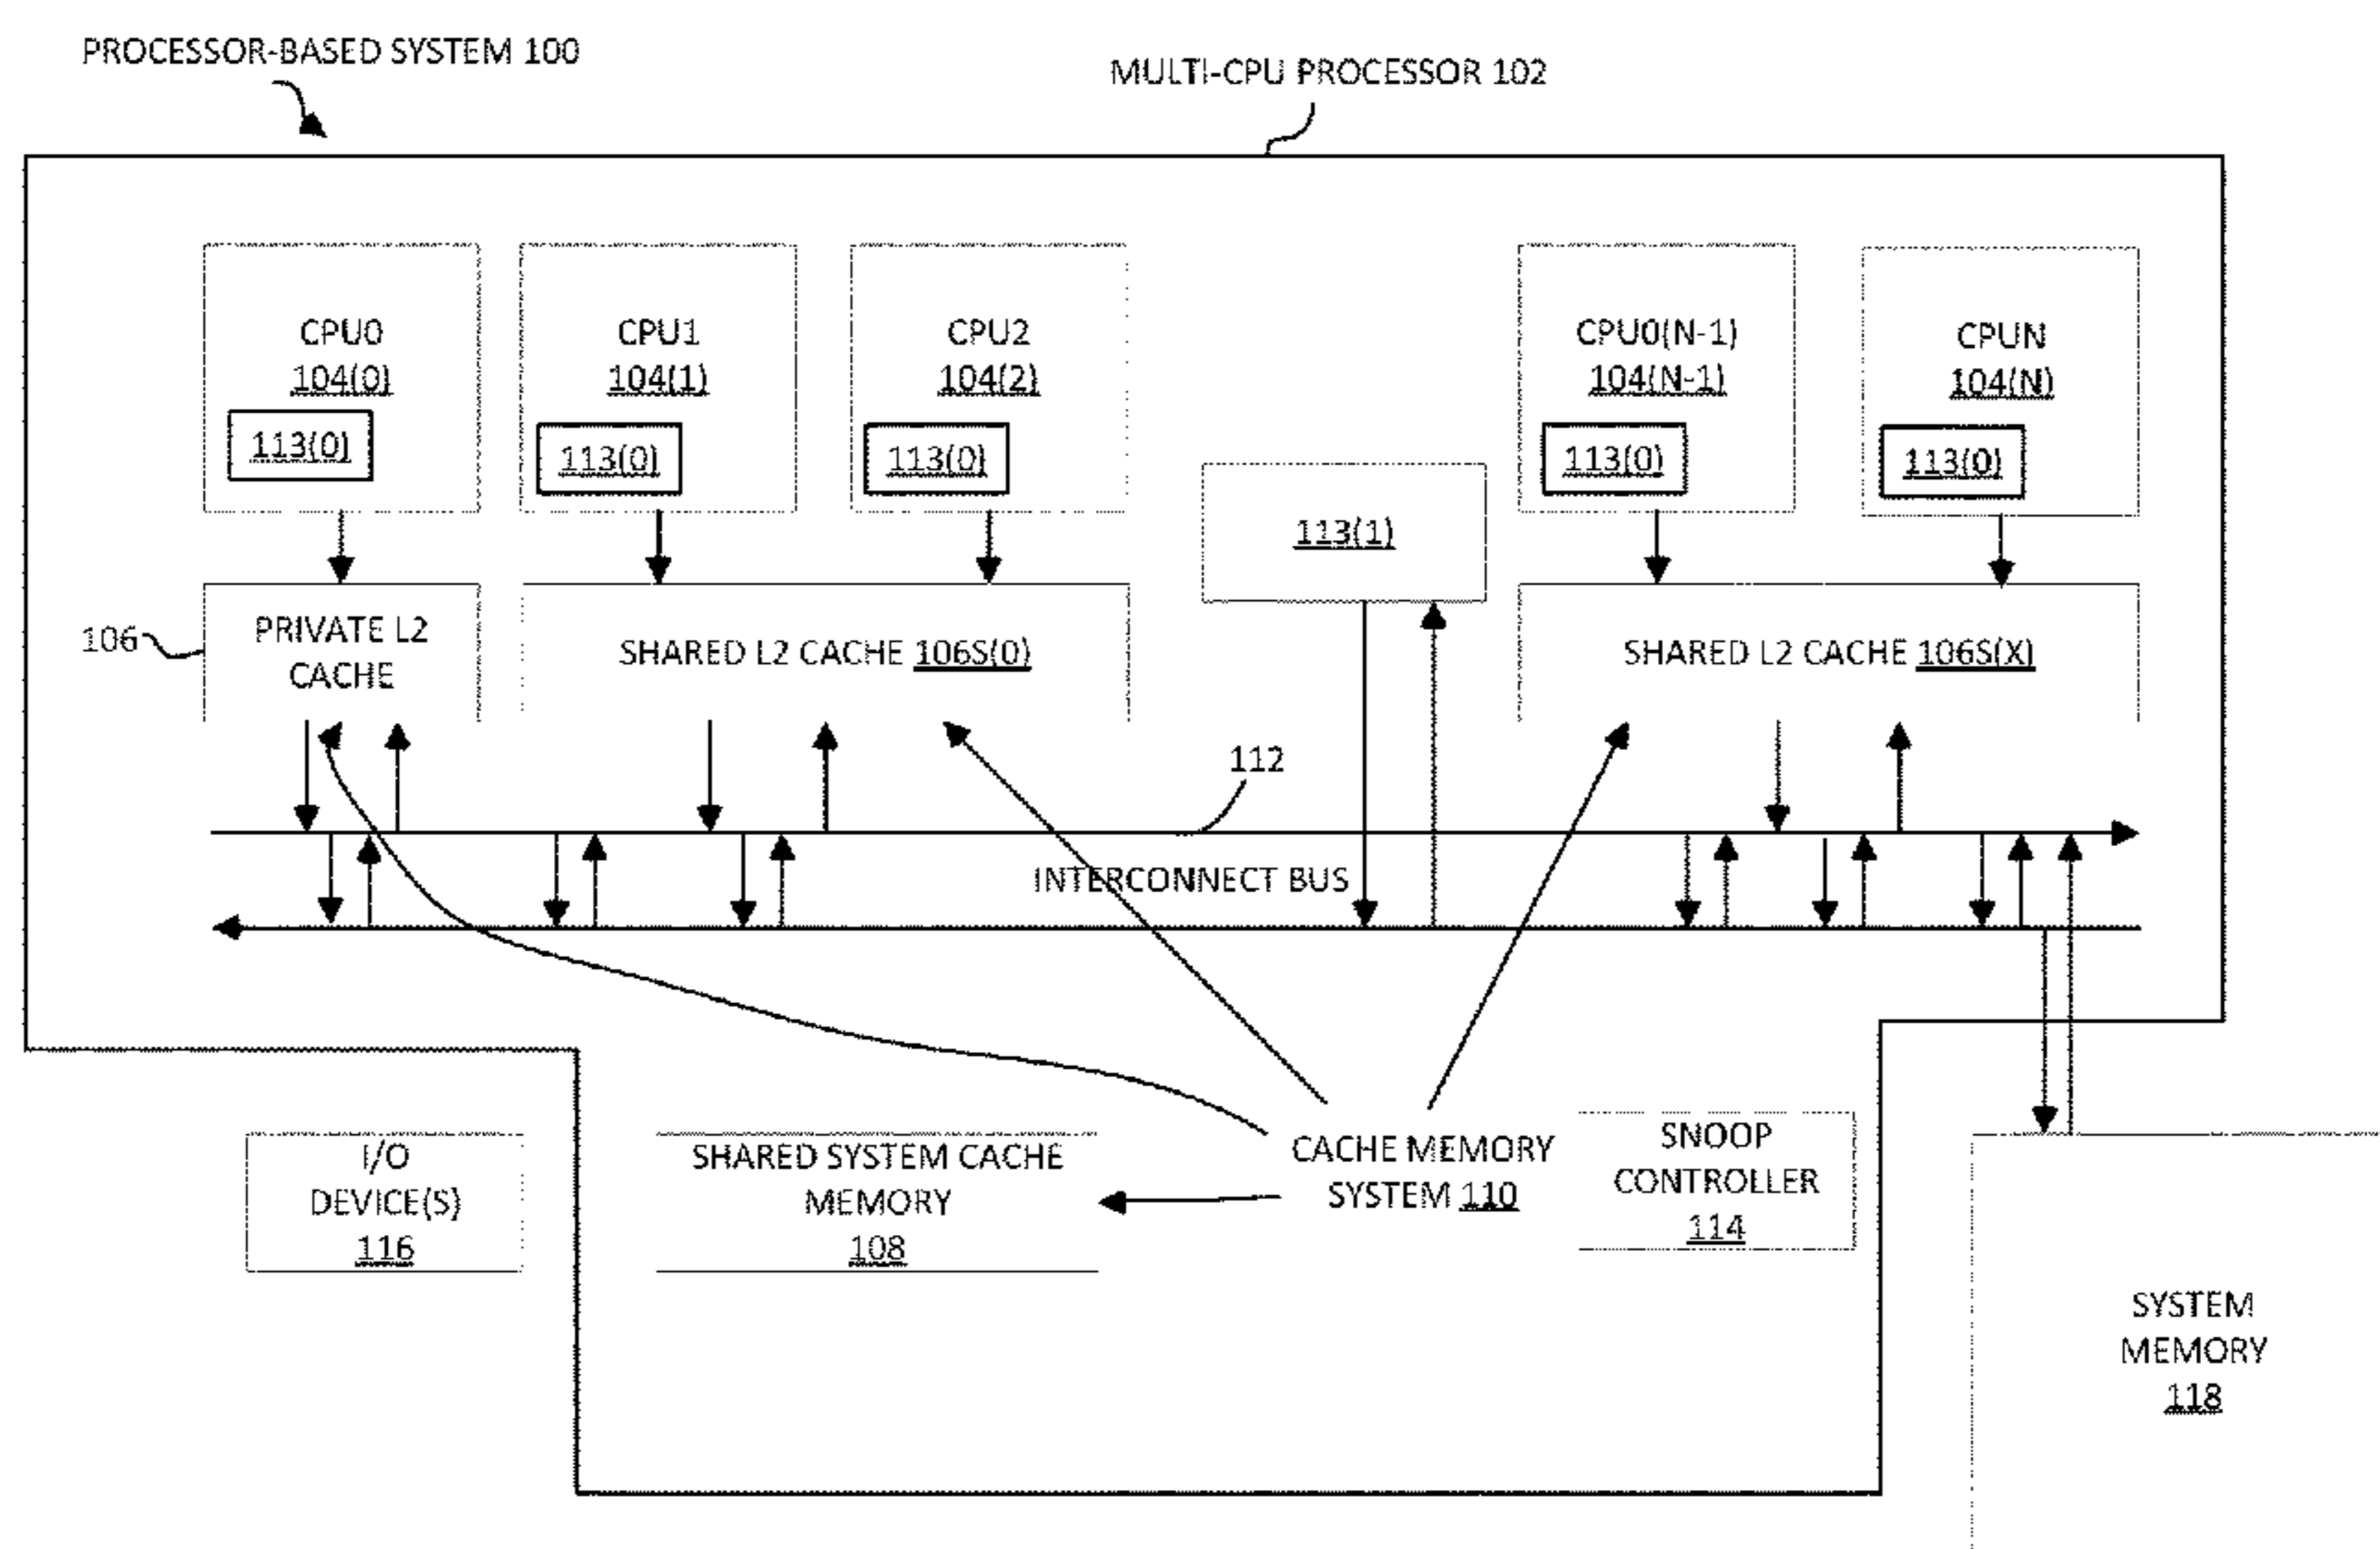 PROCESSOR-BASED SYSTEM 100
MULTI-CPU PROCESSOR 102
CPU0
104(0)
113(0)
CPU1
104(1)
113(0)
CPU2
104(2)
113(0)
113(1)
CPU0(N-1)
104(N-1)
113(0)
CPUN
104(N)
113(0)
106
PRIVATE L2
CACHE
SHARED L2 CACHE 106S(0)
SHARED L2 CACHE 106S(X)
112
INTERCONNECT BUS
I/O
DEVICE(S)
116
SHARED SYSTEM CACHE
MEMORY
108
CACHE MEMORY
SYSTEM 110
SNOOP
CONTROLLER
114
SYSTEM
MEMORY
118